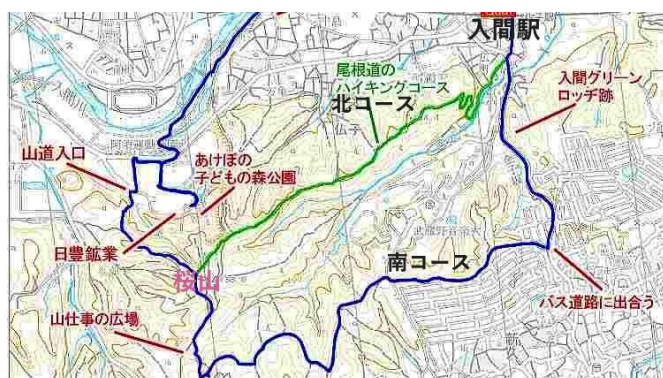 入間駅
尾根道の
ハイキングコース
北コース
入間グリーン
ロッヂ跡
仏子
山道入口
あけぼの
子どもの森公園
日豊鉱業
桜山
南コース
バス道路に出合う
山仕事の広場